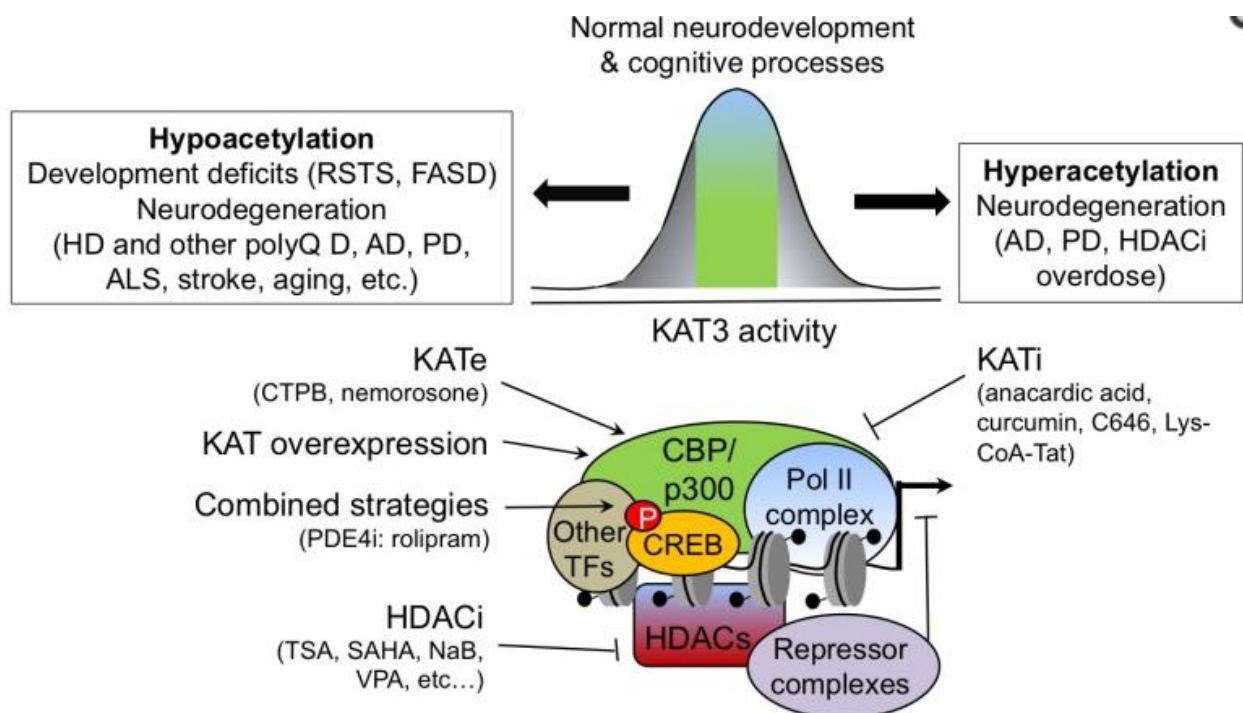 Normal neurodevelopment
& cognitive processes
Hypoacetylation
Development deficits (RSTS, FASD)
Neurodegeneration
(HD and other polyQ D, AD, PD,
ALS, stroke, aging, etc.)
Hyperacetylation
Neurodegeneration
(AD, PD, HDACi
overdose)
KAT3 activity
KATe
(CTPB, nemorosone)
KAT overexpression
Combined strategies
(PDE4i: rolipram)
HDACi
(TSA, SAHA, NaB,
VPA, etc...)
KATi
(anacardic acid,
curcumin, C646, Lys-
CoA-Tat)
CBP/
p300
Pol II
complex
P
CREB
Other
TFs
HDACs
Repressor
complexes